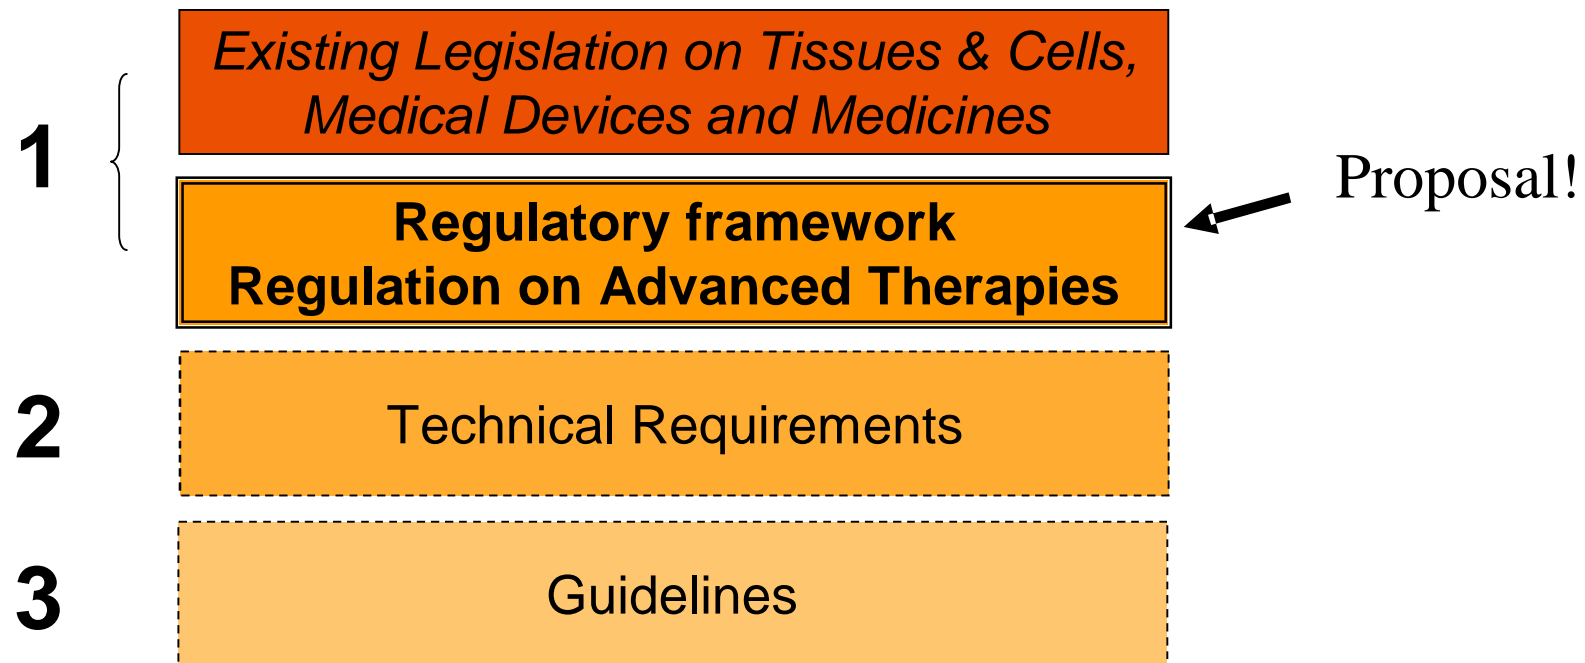 Existing Legislation on Tissues & Cells,
Medical Devices and Medicines
1
Proposal!
Regulatory framework
Regulation on Advanced Therapies
2
Technical Requirements
3
Guidelines